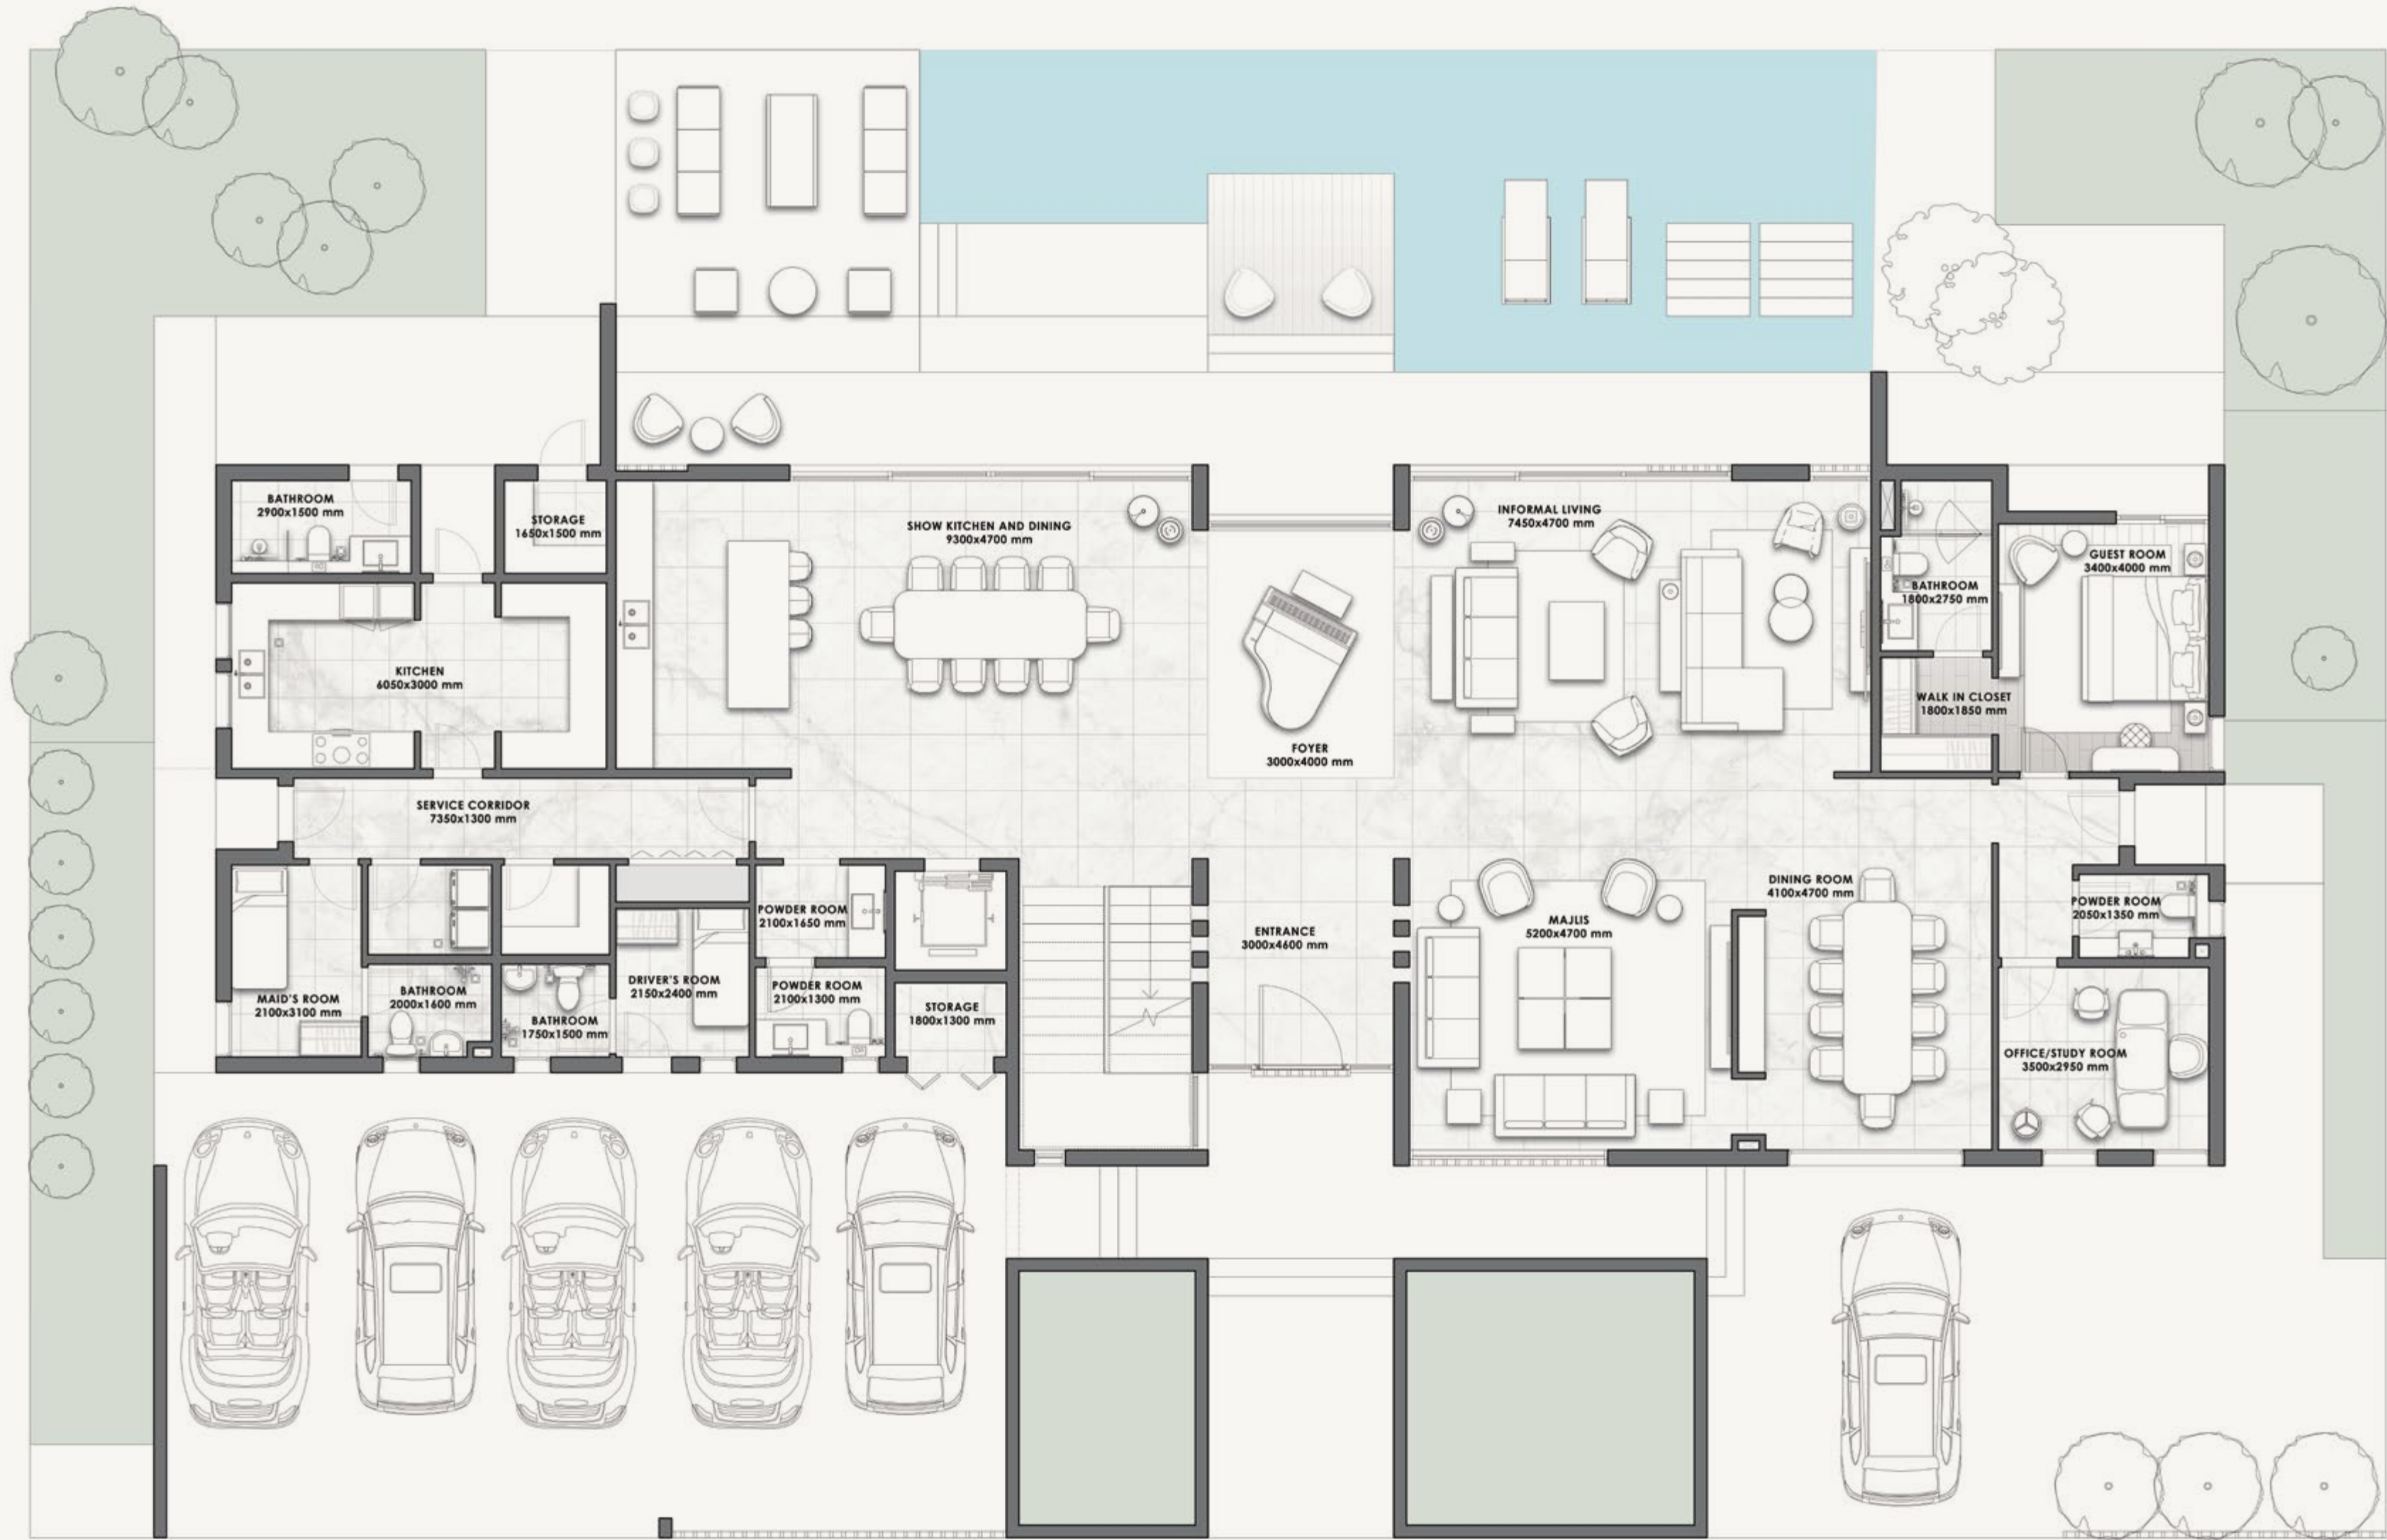 BATHROOM
2900x1500 mm
STORAGE
1650x1500 mm
SHOW KITCHEN AND DINING
9300x4700 mm
INFORMAL LIVING
7450x4700 mm
GUEST ROOM
3400x4000 mm
BATHROOM
1800x2750 mm
KITCHEN
6050x3000 mm
WALK IN CLOSET
1800x1850 mm
FOYER
3000x4000 mm
SERVICE CORRIDOR
7350x1300 mm
DINING ROOM
4100x4700 mm
POWDER ROOM
2100x1650 mm
POWDER ROOM
2050x1350 mm
MAJLIS
5200x4700 mm
ENTRANCE
3000x4600 mm
DRIVER'S ROOM
2150x2400 mm
POWDER ROOM
2100x1300 mm
BATHROOM
2000x1600 mm
MAID'S ROOM
2100x3100 mm
STORAGE
1800x1300 mm
BATHROOM
1750x1500 mm
OFFICE/STUDY ROOM
3500x2950 mm